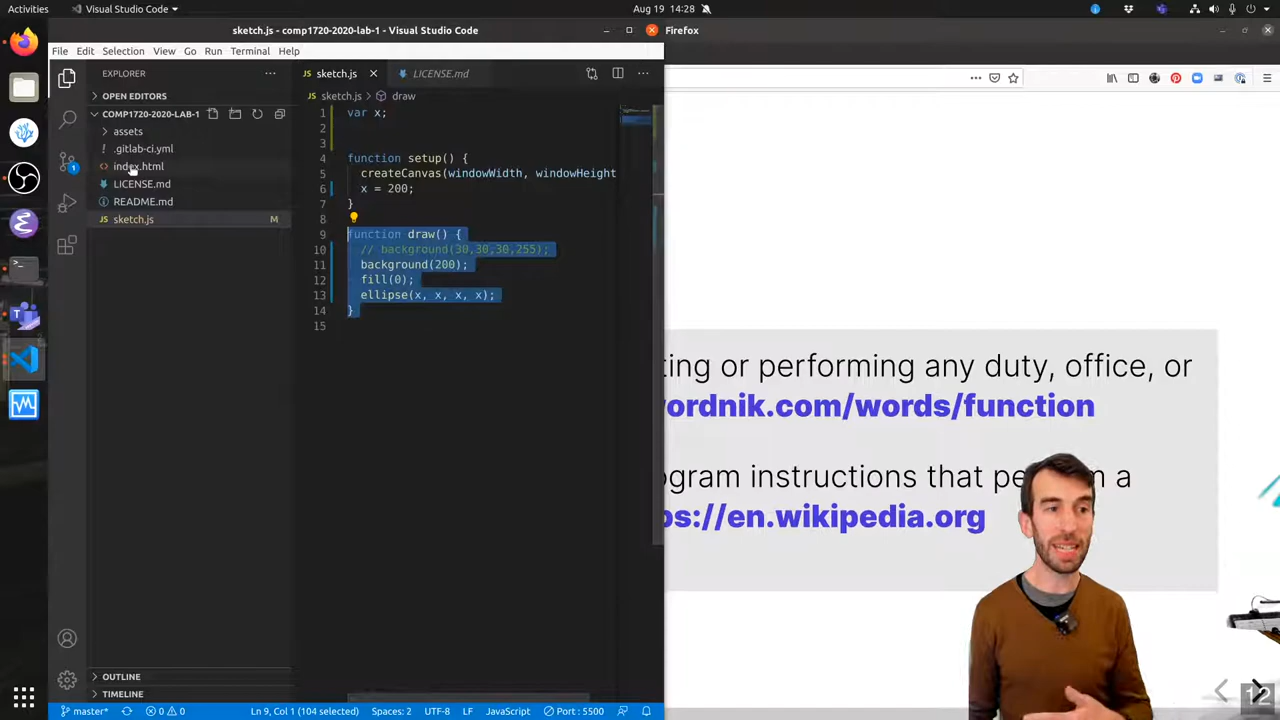 Activities
Visual Studio Code
Aug 19 14:28
sketch.js - comp1720-2020-lab-1 - Visual Studio Code
Firefox
File Edit Selection View Go Run Terminal Help
EXPLORER
sketch.js
LICENSE.md
OPEN EDITORS
sketch.js
draw
COMP1720-2020-LAB-1
assets
.gitlab-ci.yml
index.html
LICENSE.md
README.md
sketch.js M
1
1 var x;
2
3
4 function setup() {
5 createCanvas(windowWidth, windowHeight
6 x = 200;
7 }
8
9 function draw() {
10 // background(30,30,30,255);
11 background(200);
12 fill(0);
13 ellipse(x, x, x, x);
14 }
15
ting or performing any duty, office, or
wordnik.com/words/function
ogram instructions that pe m a
ps://en.wikipedia.org
OUTLINE
TIMELINE
master* 0 0 Ln 9, Col 1 (104 selected) Spaces: 2 UTF-8 LF JavaScript Port : 5500
12